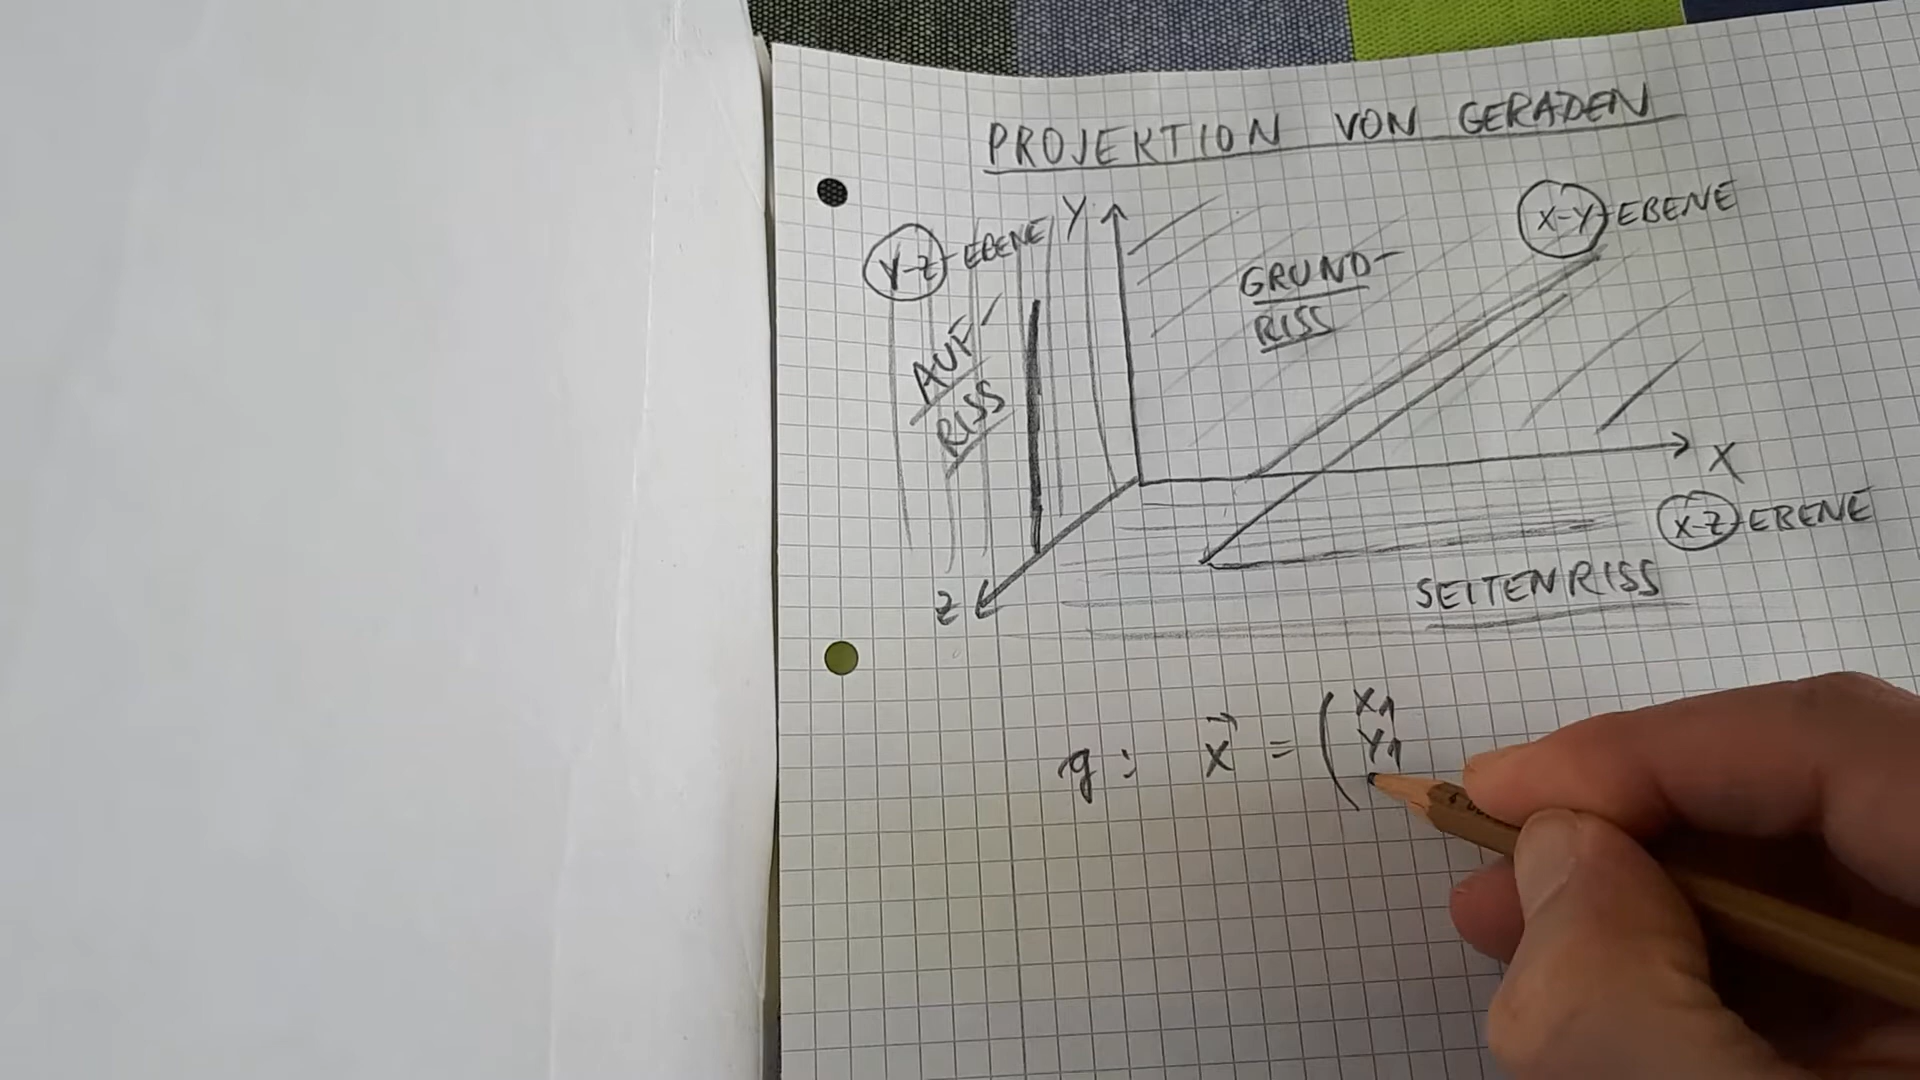 PROJEKTION VON GERADEN
Y-Z-EBENE
Y
X-Y-EBENE
GRUND-
RISS
AUF-
RISS
X
X-Z-EBENE
SEITENRISS
Z
g: x⃗ = (
X1
Y1